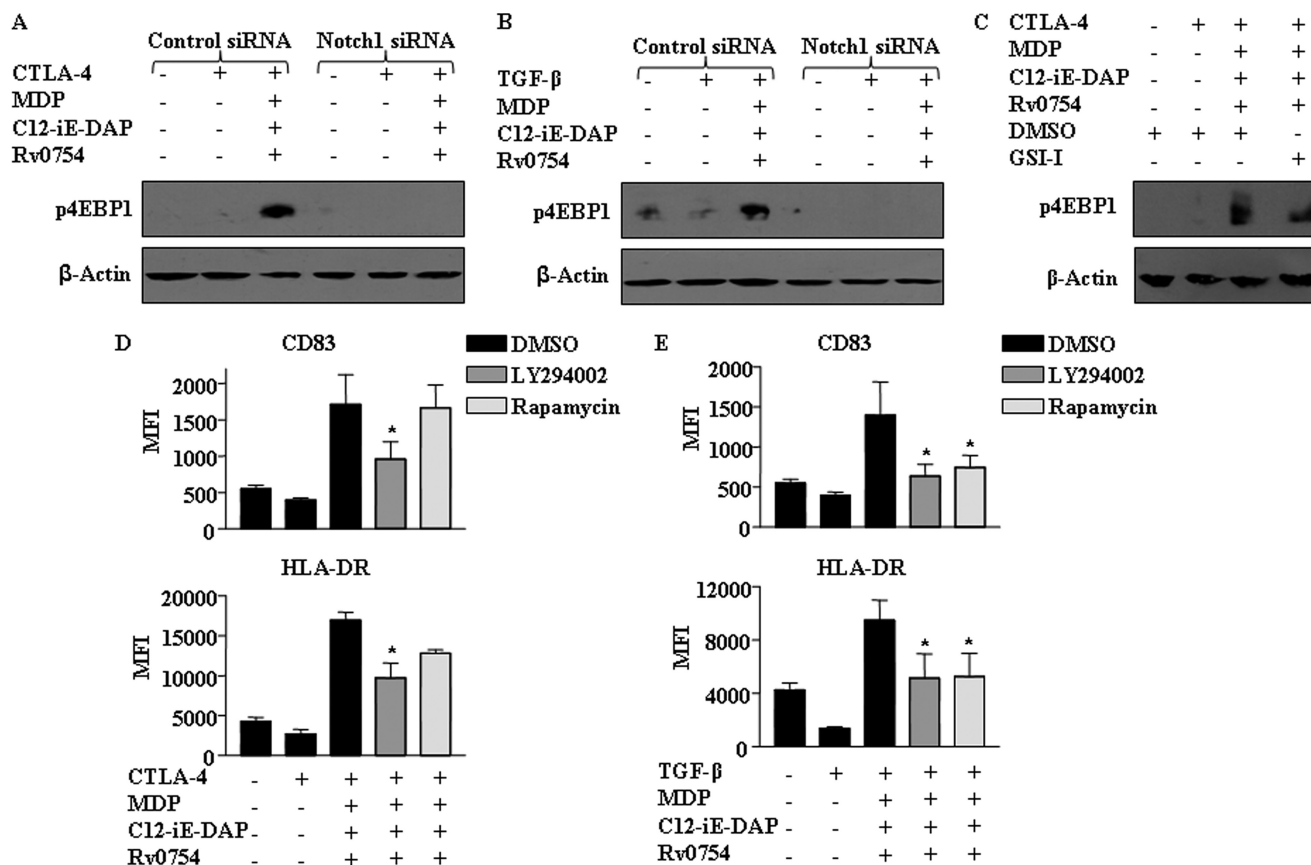 A
Control siRNA Notch1 siRNA
CTLA-4 - + + - + +
MDP - - + - - +
C12-iE-DAP - - + - - +
Rv0754 - - + - - +
p4EBP1
β-Actin
B
Control siRNA Notch1 siRNA
TGF-β - + + - + +
MDP - - + - - +
C12-iE-DAP - - + - - +
Rv0754 - - + - - +
p4EBP1
β-Actin
C
CTLA-4 - + + +
MDP - - + +
C12-iE-DAP - - + +
Rv0754 - - + +
DMSO + + + -
GSI-I - - - +
p4EBP1
β-Actin
D
CD83
DMSO
LY294002
Rapamycin
MFI
2000
1500
1000
500
0
*
HLA-DR
MFI
20000
15000
10000
5000
0
*
CTLA-4 - + + + +
MDP - - + + +
C12-iE-DAP - - + + +
Rv0754 - - + + +
E
CD83
DMSO
LY294002
Rapamycin
MFI
2000
1500
1000
500
0
* *
HLA-DR
MFI
12000
8000
4000
0
* *
TGF-β - + + + +
MDP - - + + +
C12-iE-DAP - - + + +
Rv0754 - - + + +